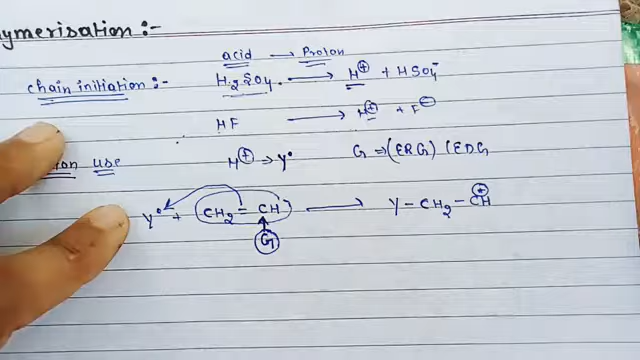 ymerisation :-
acid → Proton
chain initiation :- H2SO4 → H⊕ + HSO4⁻
HF → H⊕ + F⊖
use H⊕ ⇒ Y• G ⇒ (ERG) (EDG
Y• + CH2 = CH → Y - CH2 - CH
G